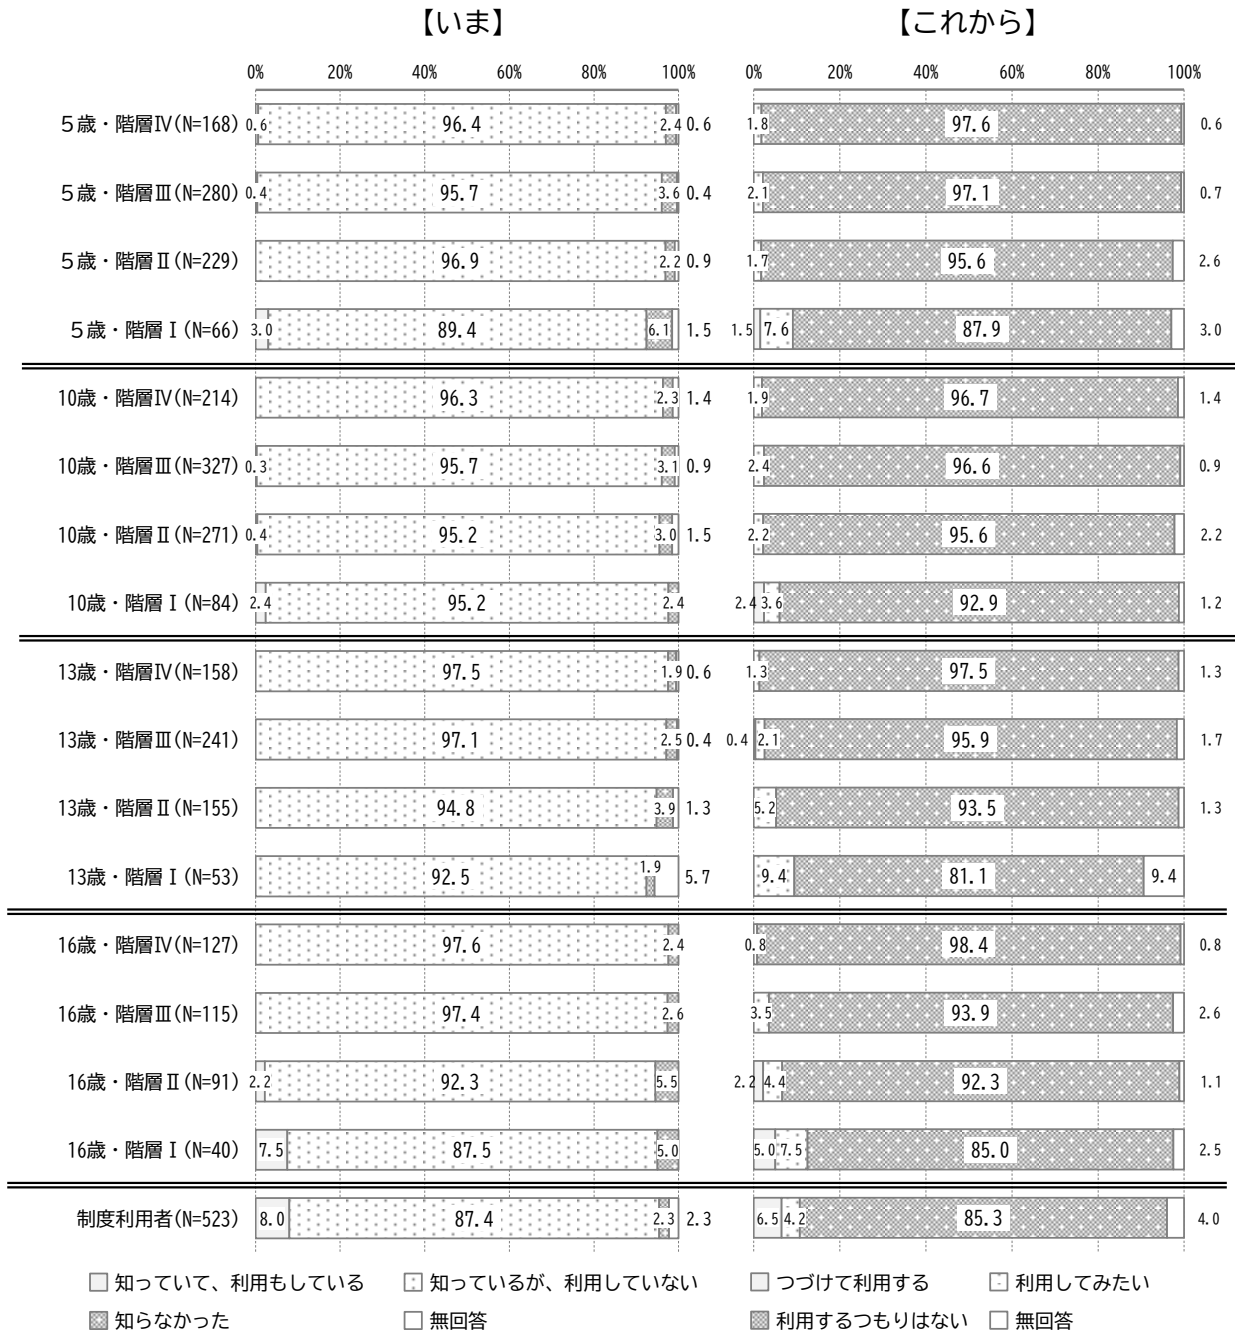 【いま】 【これから】
0% 20% 40% 60% 80% 100% 0% 20% 40% 60% 80% 100%
5歳・階層Ⅳ(N=168) 0.6 96.4 2.4 0.6 1.8 97.6 0.6
5歳・階層Ⅲ(N=280) 0.4 95.7 3.6 0.4 2.1 97.1 0.7
5歳・階層Ⅱ(N=229) 96.9 2.2 0.9 1.7 95.6 2.6
5歳・階層Ⅰ(N=66) 3.0 89.4 6.1 1.5 1.5 7.6 87.9 3.0
10歳・階層Ⅳ(N=214) 96.3 2.3 1.4 1.9 96.7 1.4
10歳・階層Ⅲ(N=327) 0.3 95.7 3.1 0.9 2.4 96.6 0.9
10歳・階層Ⅱ(N=271) 0.4 95.2 3.0 1.5 2.2 95.6 2.2
10歳・階層Ⅰ(N=84) 2.4 95.2 2.4 2.4 3.6 92.9 1.2
13歳・階層Ⅳ(N=158) 97.5 1.9 0.6 1.3 97.5 1.3
13歳・階層Ⅲ(N=241) 97.1 2.5 0.4 0.4 2.1 95.9 1.7
13歳・階層Ⅱ(N=155) 94.8 3.9 1.3 5.2 93.5 1.3
13歳・階層Ⅰ(N=53) 92.5 1.9 5.7 9.4 81.1 9.4
16歳・階層Ⅳ(N=127) 97.6 2.4 0.8 98.4 0.8
16歳・階層Ⅲ(N=115) 97.4 2.6 3.5 93.9 2.6
16歳・階層Ⅱ(N=91) 2.2 92.3 5.5 2.2 4.4 92.3 1.1
16歳・階層Ⅰ(N=40) 7.5 87.5 5.0 5.0 7.5 85.0 2.5
制度利用者(N=523) 8.0 87.4 2.3 2.3 6.5 4.2 85.3 4.0
知っていて、利用もしている 知っているが、利用していない つづけて利用する 利用してみたい
知らなかった 無回答 利用するつもりはない 無回答